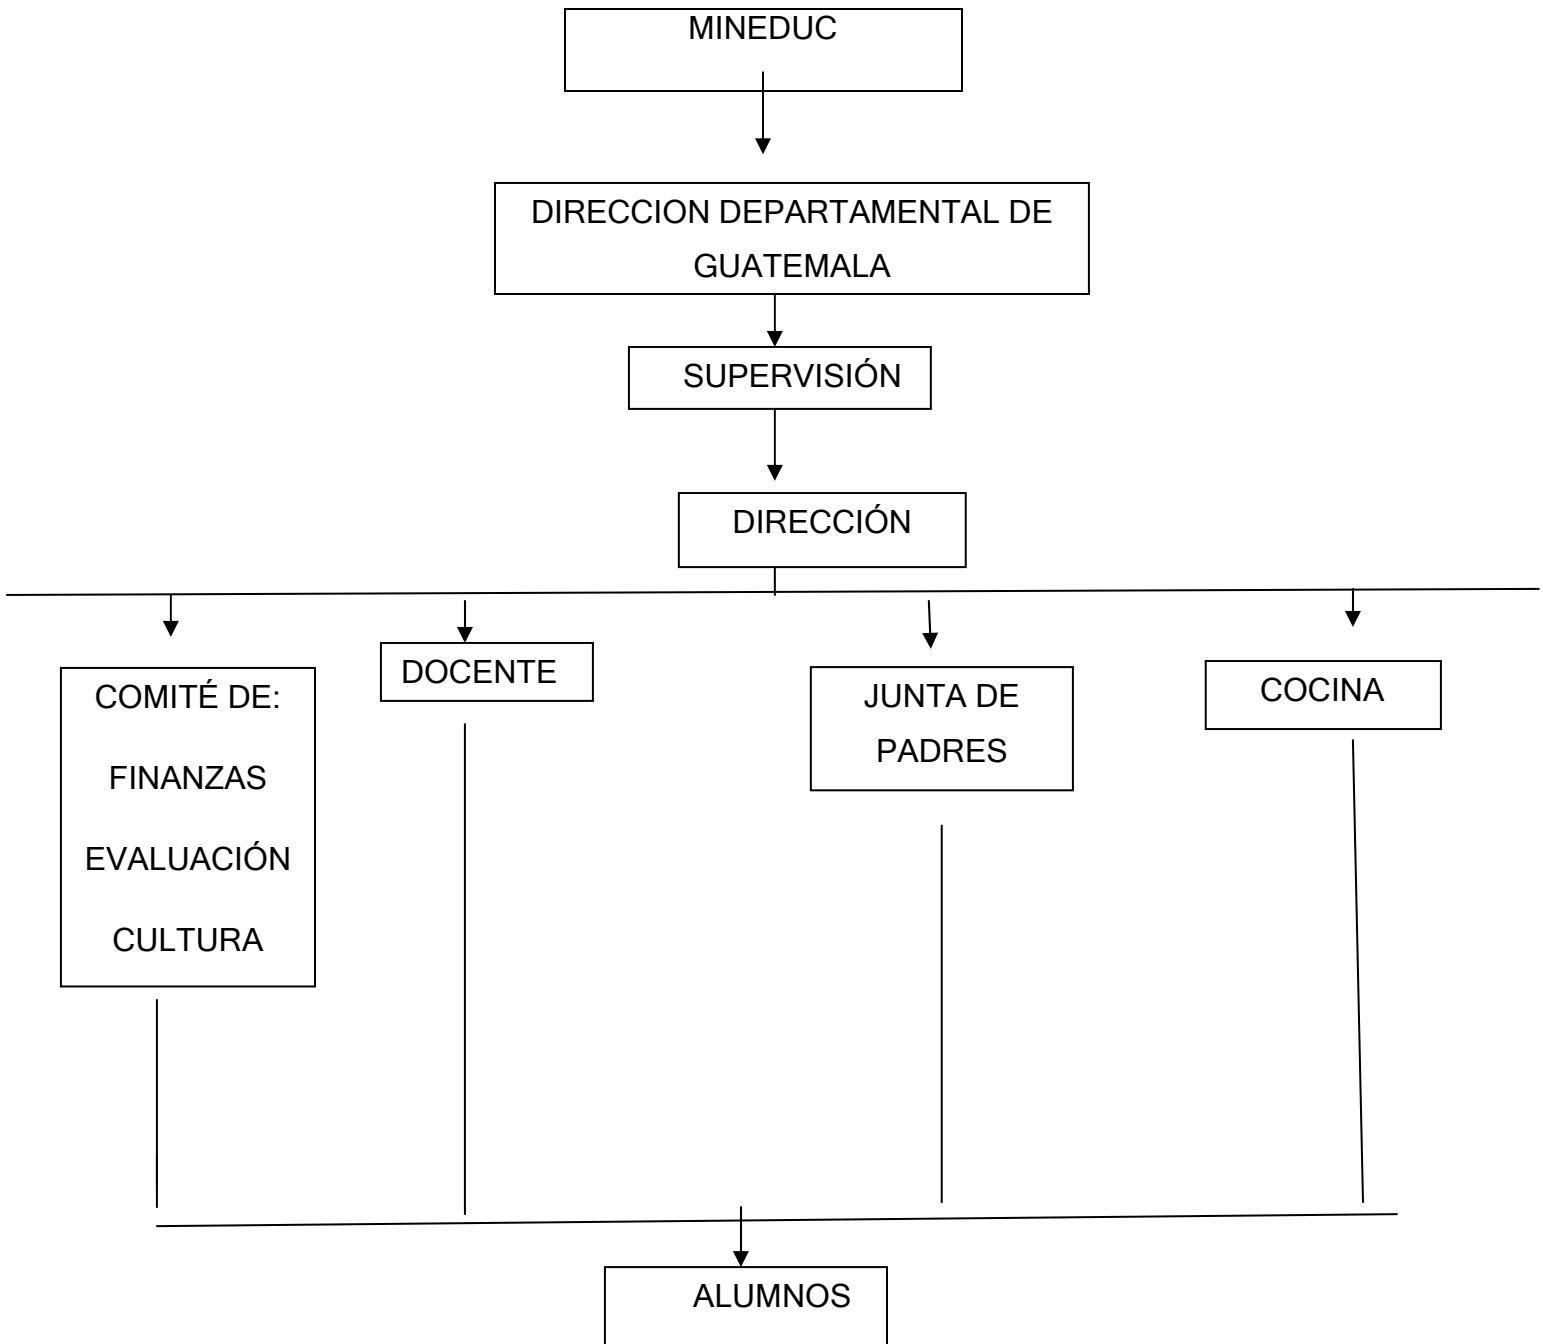 MINEDUC
DIRECCION DEPARTAMENTAL DE
GUATEMALA
SUPERVISIÓN
DIRECCIÓN
COMITÉ DE:
FINANZAS
EVALUACIÓN
CULTURA
DOCENTE
JUNTA DE
PADRES
COCINA
ALUMNOS